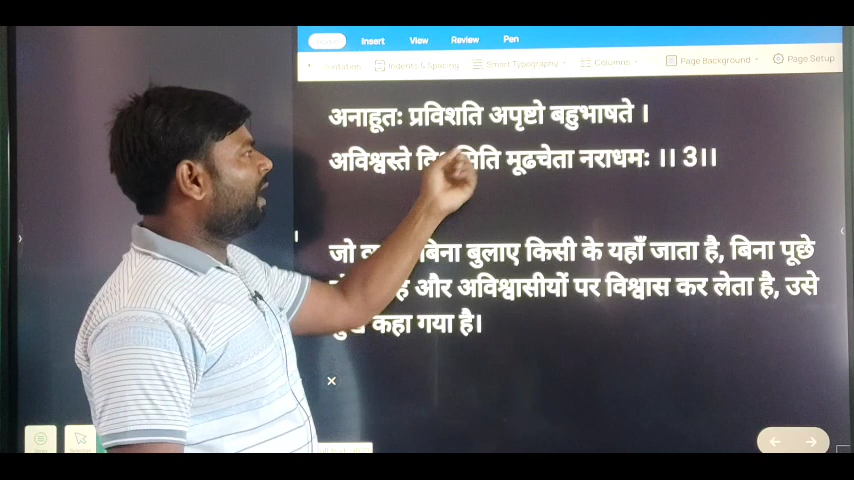 Insert View Review Pen
Indents & Spacing Smart Typography Columns Page Background Page Setup
अनाहूतः प्रविशति अपृष्टो बहुभाषते ।
अविश्वस्ते मूढचेता नराधमः ।। 3।।
जो बिना बुलाए किसी के यहाँ जाता है, बिना पूछे
और अविश्वासीयों पर विश्वास कर लेता है, उसे
कहा गया है।